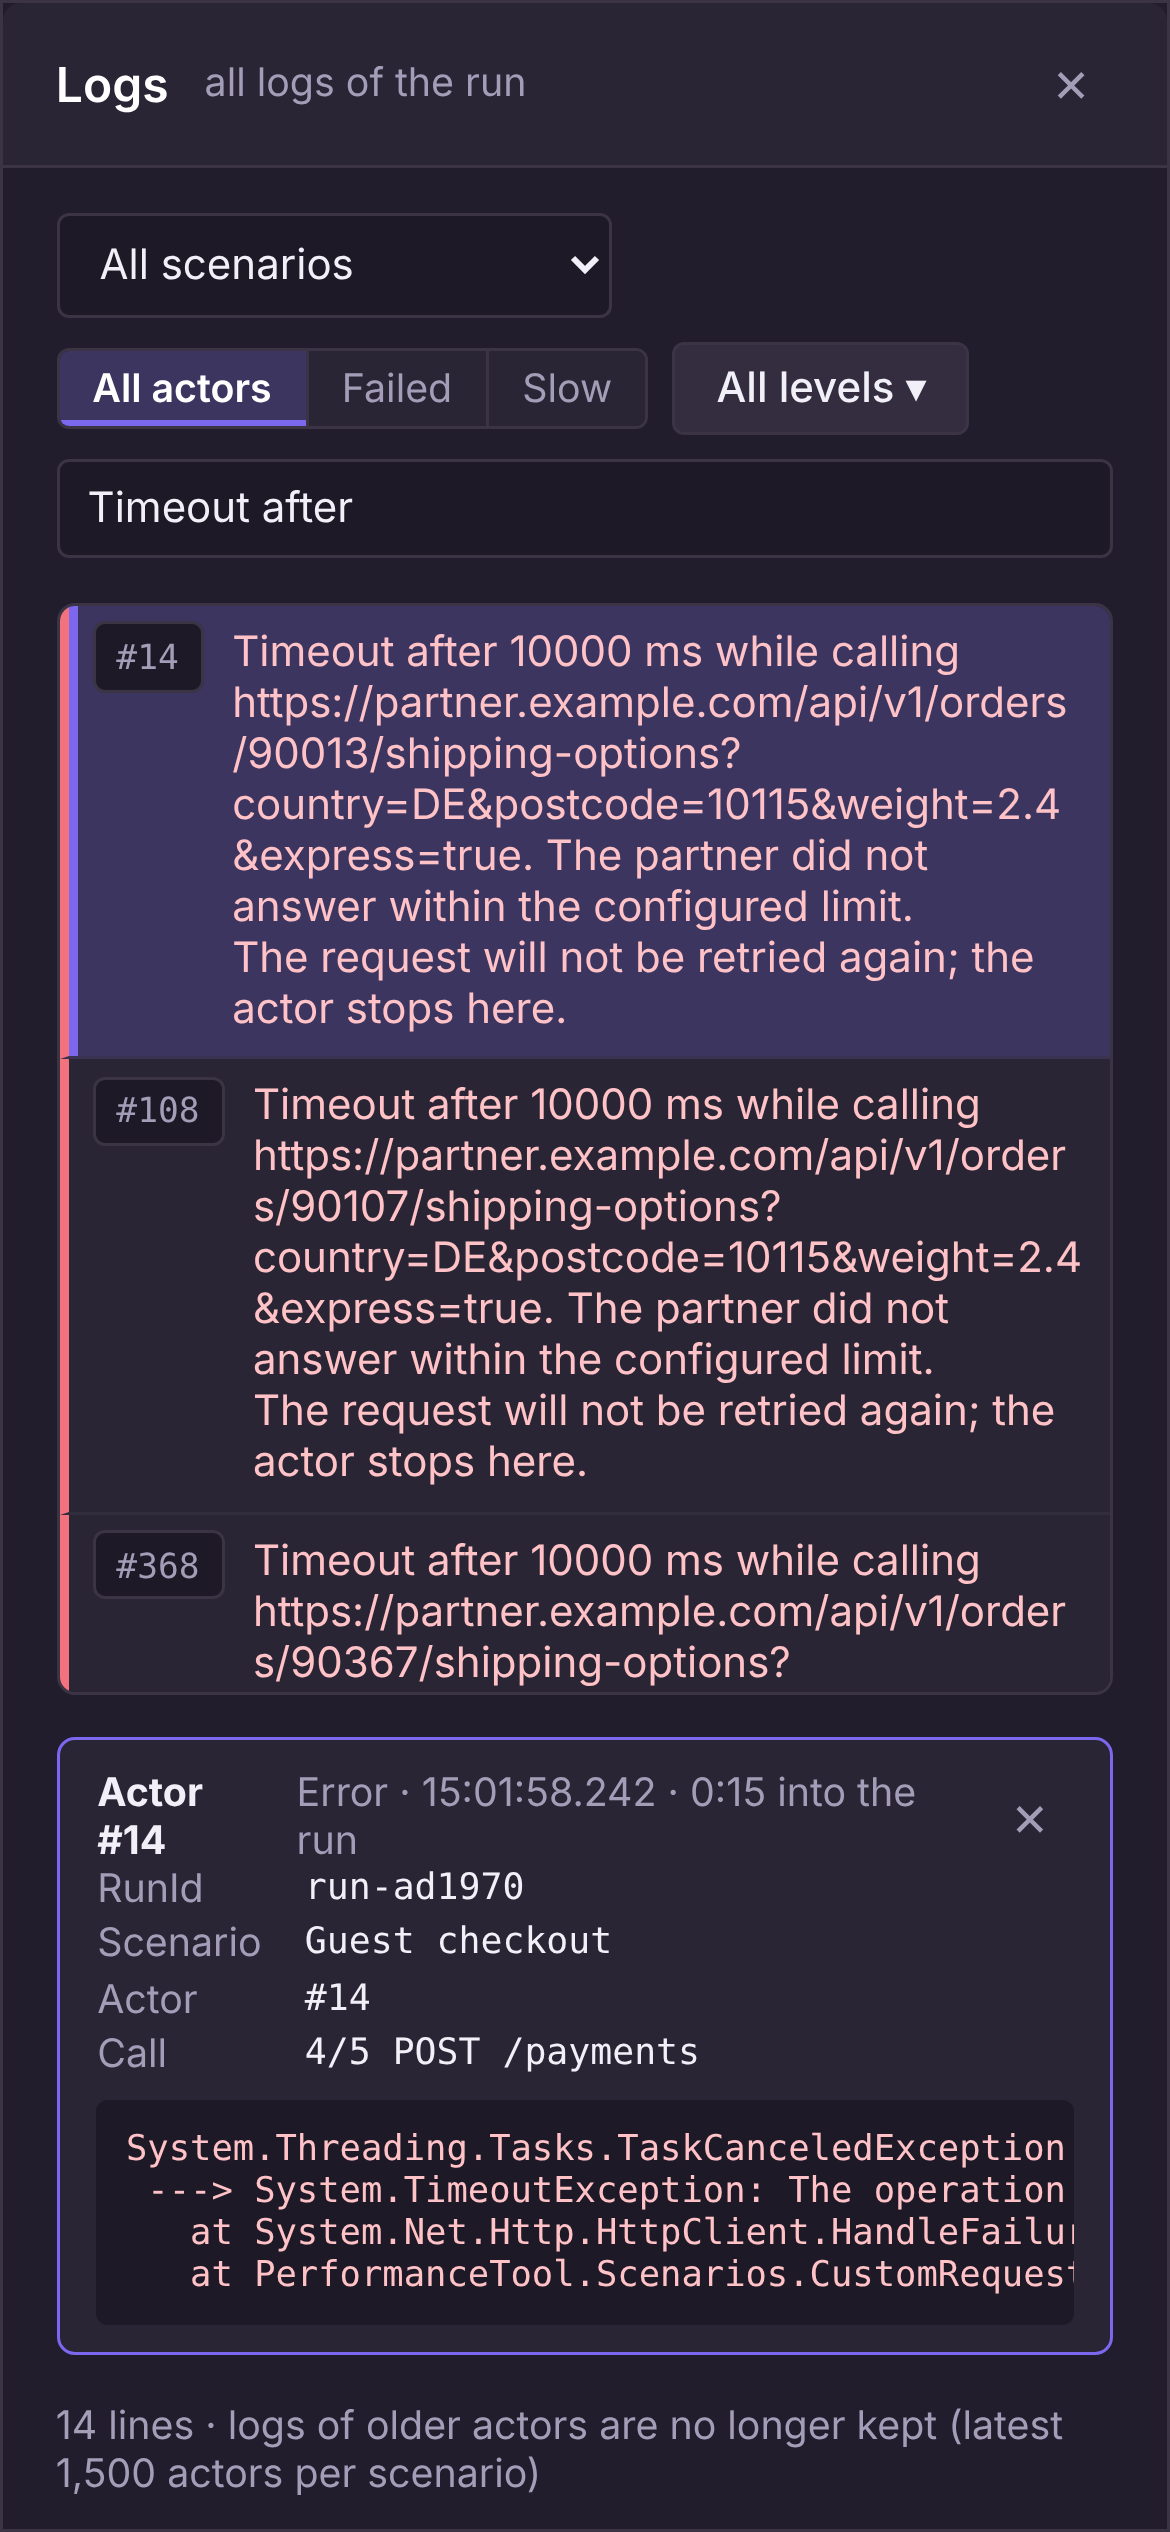 Logs all logs of the run ✕
All scenarios
All actors Failed Slow All levels ▾
Timeout after
#14 Timeout after 10000 ms while calling
https://partner.example.com/api/v1/orders
/90013/shipping-options?
country=DE&postcode=10115&weight=2.4
&express=true. The partner did not
answer within the configured limit.
The request will not be retried again; the
actor stops here.
#108 Timeout after 10000 ms while calling
https://partner.example.com/api/v1/order
s/90107/shipping-options?
country=DE&postcode=10115&weight=2.4
&express=true. The partner did not
answer within the configured limit.
The request will not be retried again; the
actor stops here.
#368 Timeout after 10000 ms while calling
https://partner.example.com/api/v1/order
s/90367/shipping-options?
Actor Error · 15:01:58.242 · 0:15 into the ✕
#14 run
RunId run-ad1970
Scenario Guest checkout
Actor #14
Call 4/5 POST /payments
System.Threading.Tasks.TaskCanceledException
---> System.TimeoutException: The operation
at System.Net.Http.HttpClient.HandleFailur
at PerformanceTool.Scenarios.CustomRequest
14 lines · logs of older actors are no longer kept (latest
1,500 actors per scenario)